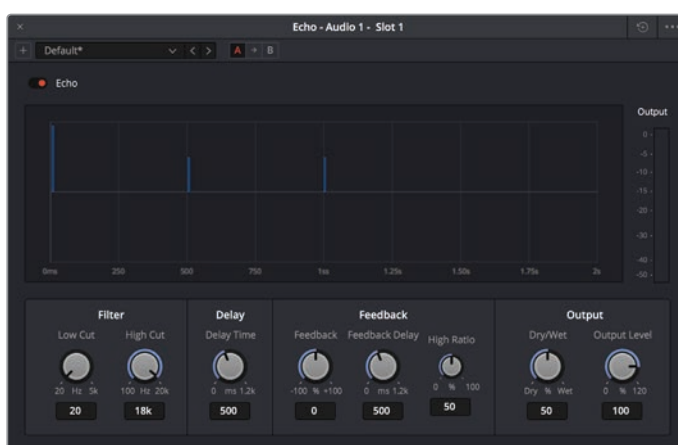 Echo - Audio 1 - Slot 1
Default*
A
B
Echo
Output
0
-5
-10
-15
-20
-30
-40
-50
0ms 250 500 750 1ss 1.25s 1.50s 1.75s 2s
Filter Delay Feedback Output
Low Cut High Cut Delay Time Feedback Feedback Delay High Ratio Dry/Wet Output Level
20 Hz 5k 100 Hz 20k 0 ms 1.2k -100 % +100 0 ms 1.2k 0 % 100 Dry % Wet 0 % 120
20 18k 500 0 500 50 50 100